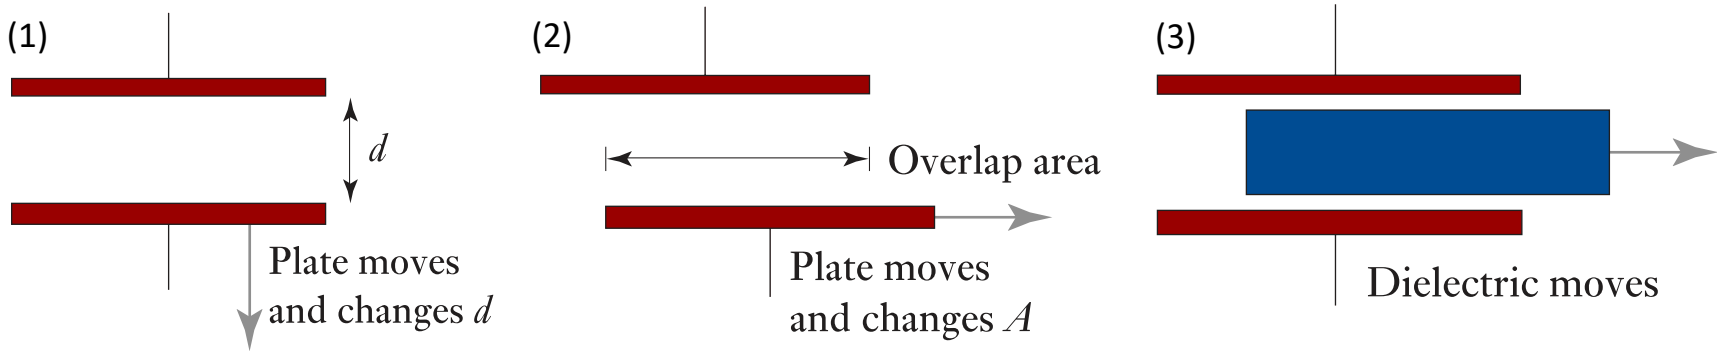 (1)
d
Plate moves
and changes d
(2)
Overlap area
Plate moves
and changes A
(3)
Dielectric moves